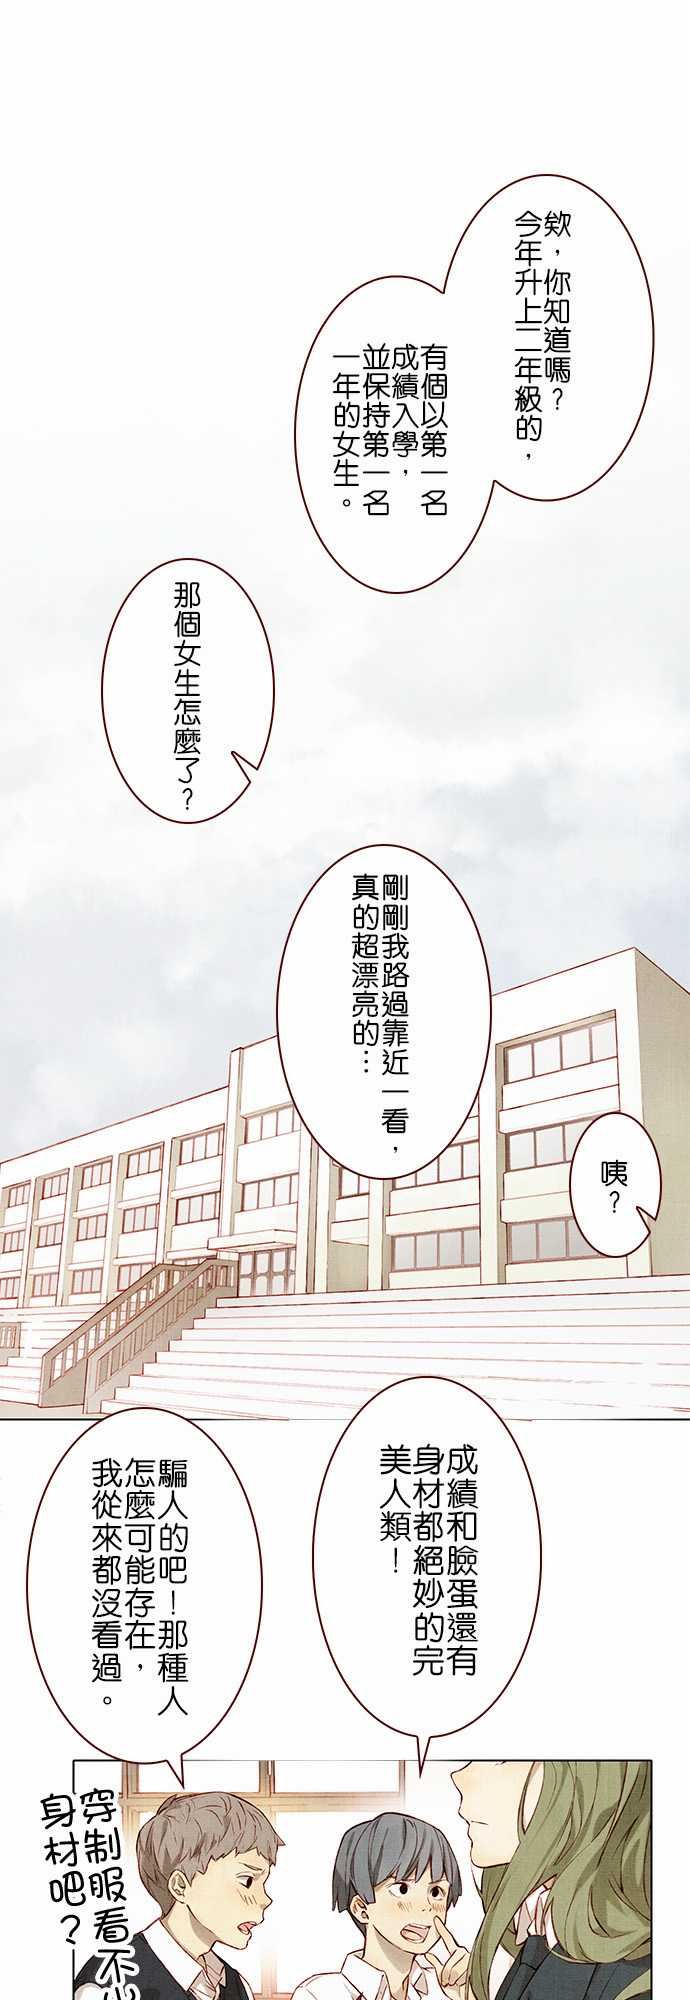 欸，你知道嗎？
今年升上二年級的，
有個以第一名
成績入學，
並保持第一名
一年的女生。
那個女生怎麼了？
剛剛我路過靠近一看，
真的超漂亮的…
咦？
成績和臉蛋還有
身材都絕妙的完
美人類！
騙人的吧！那種人
怎麼可能存在，
我從來都沒看過。
穿制服看不出
身材吧？